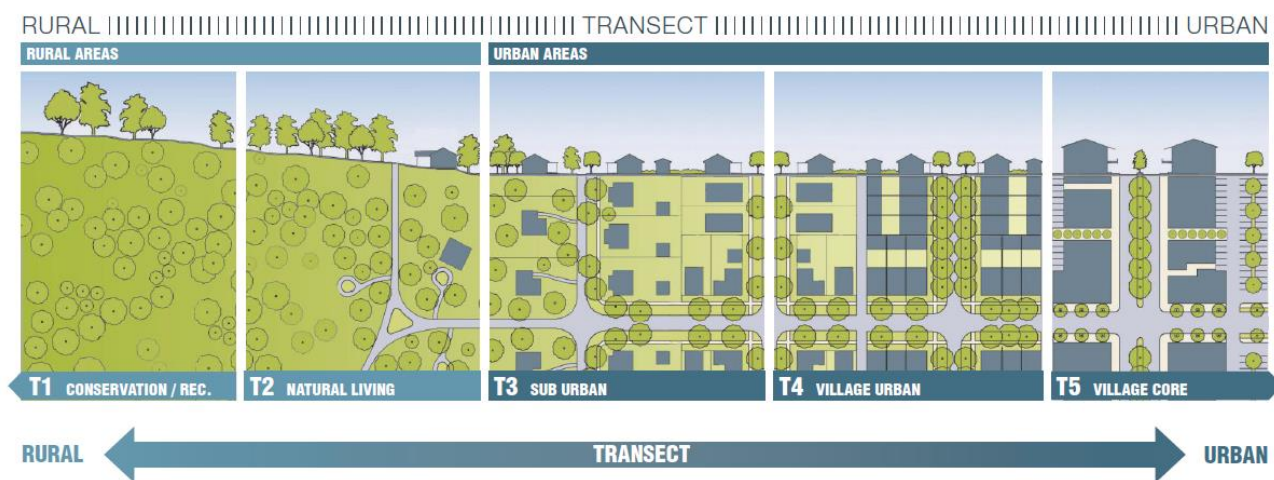 RURAL TRANSECT URBAN
RURAL AREAS URBAN AREAS
T1 CONSERVATION / REC. T2 NATURAL LIVING T3 SUB URBAN T4 VILLAGE URBAN T5 VILLAGE CORE
RURAL TRANSECT URBAN